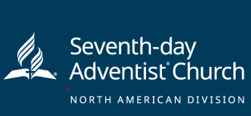 Seventh-day
Adventist® Church
NORTH AMERICAN DIVISION